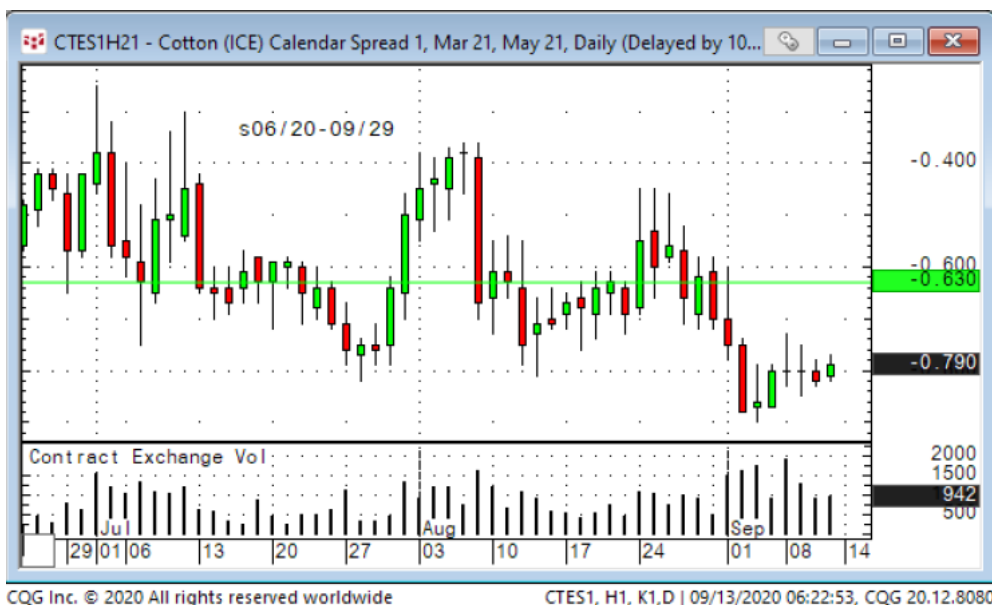 CTES1H21 - Cotton (ICE) Calendar Spread 1, Mar 21, May 21, Daily (Delayed by 10...
s06/20-09/29
-0.400
-0.600
-0.630
-0.790
Contract Exchange Vol
2000
1500
942
500
Jul Aug Sep
29 01 06 13 20 27 03 10 17 24 01 08 14
CQG Inc. © 2020 All rights reserved worldwide CTES1, H1, K1,D | 09/13/2020 06:22:53, CQG 20.12.8080